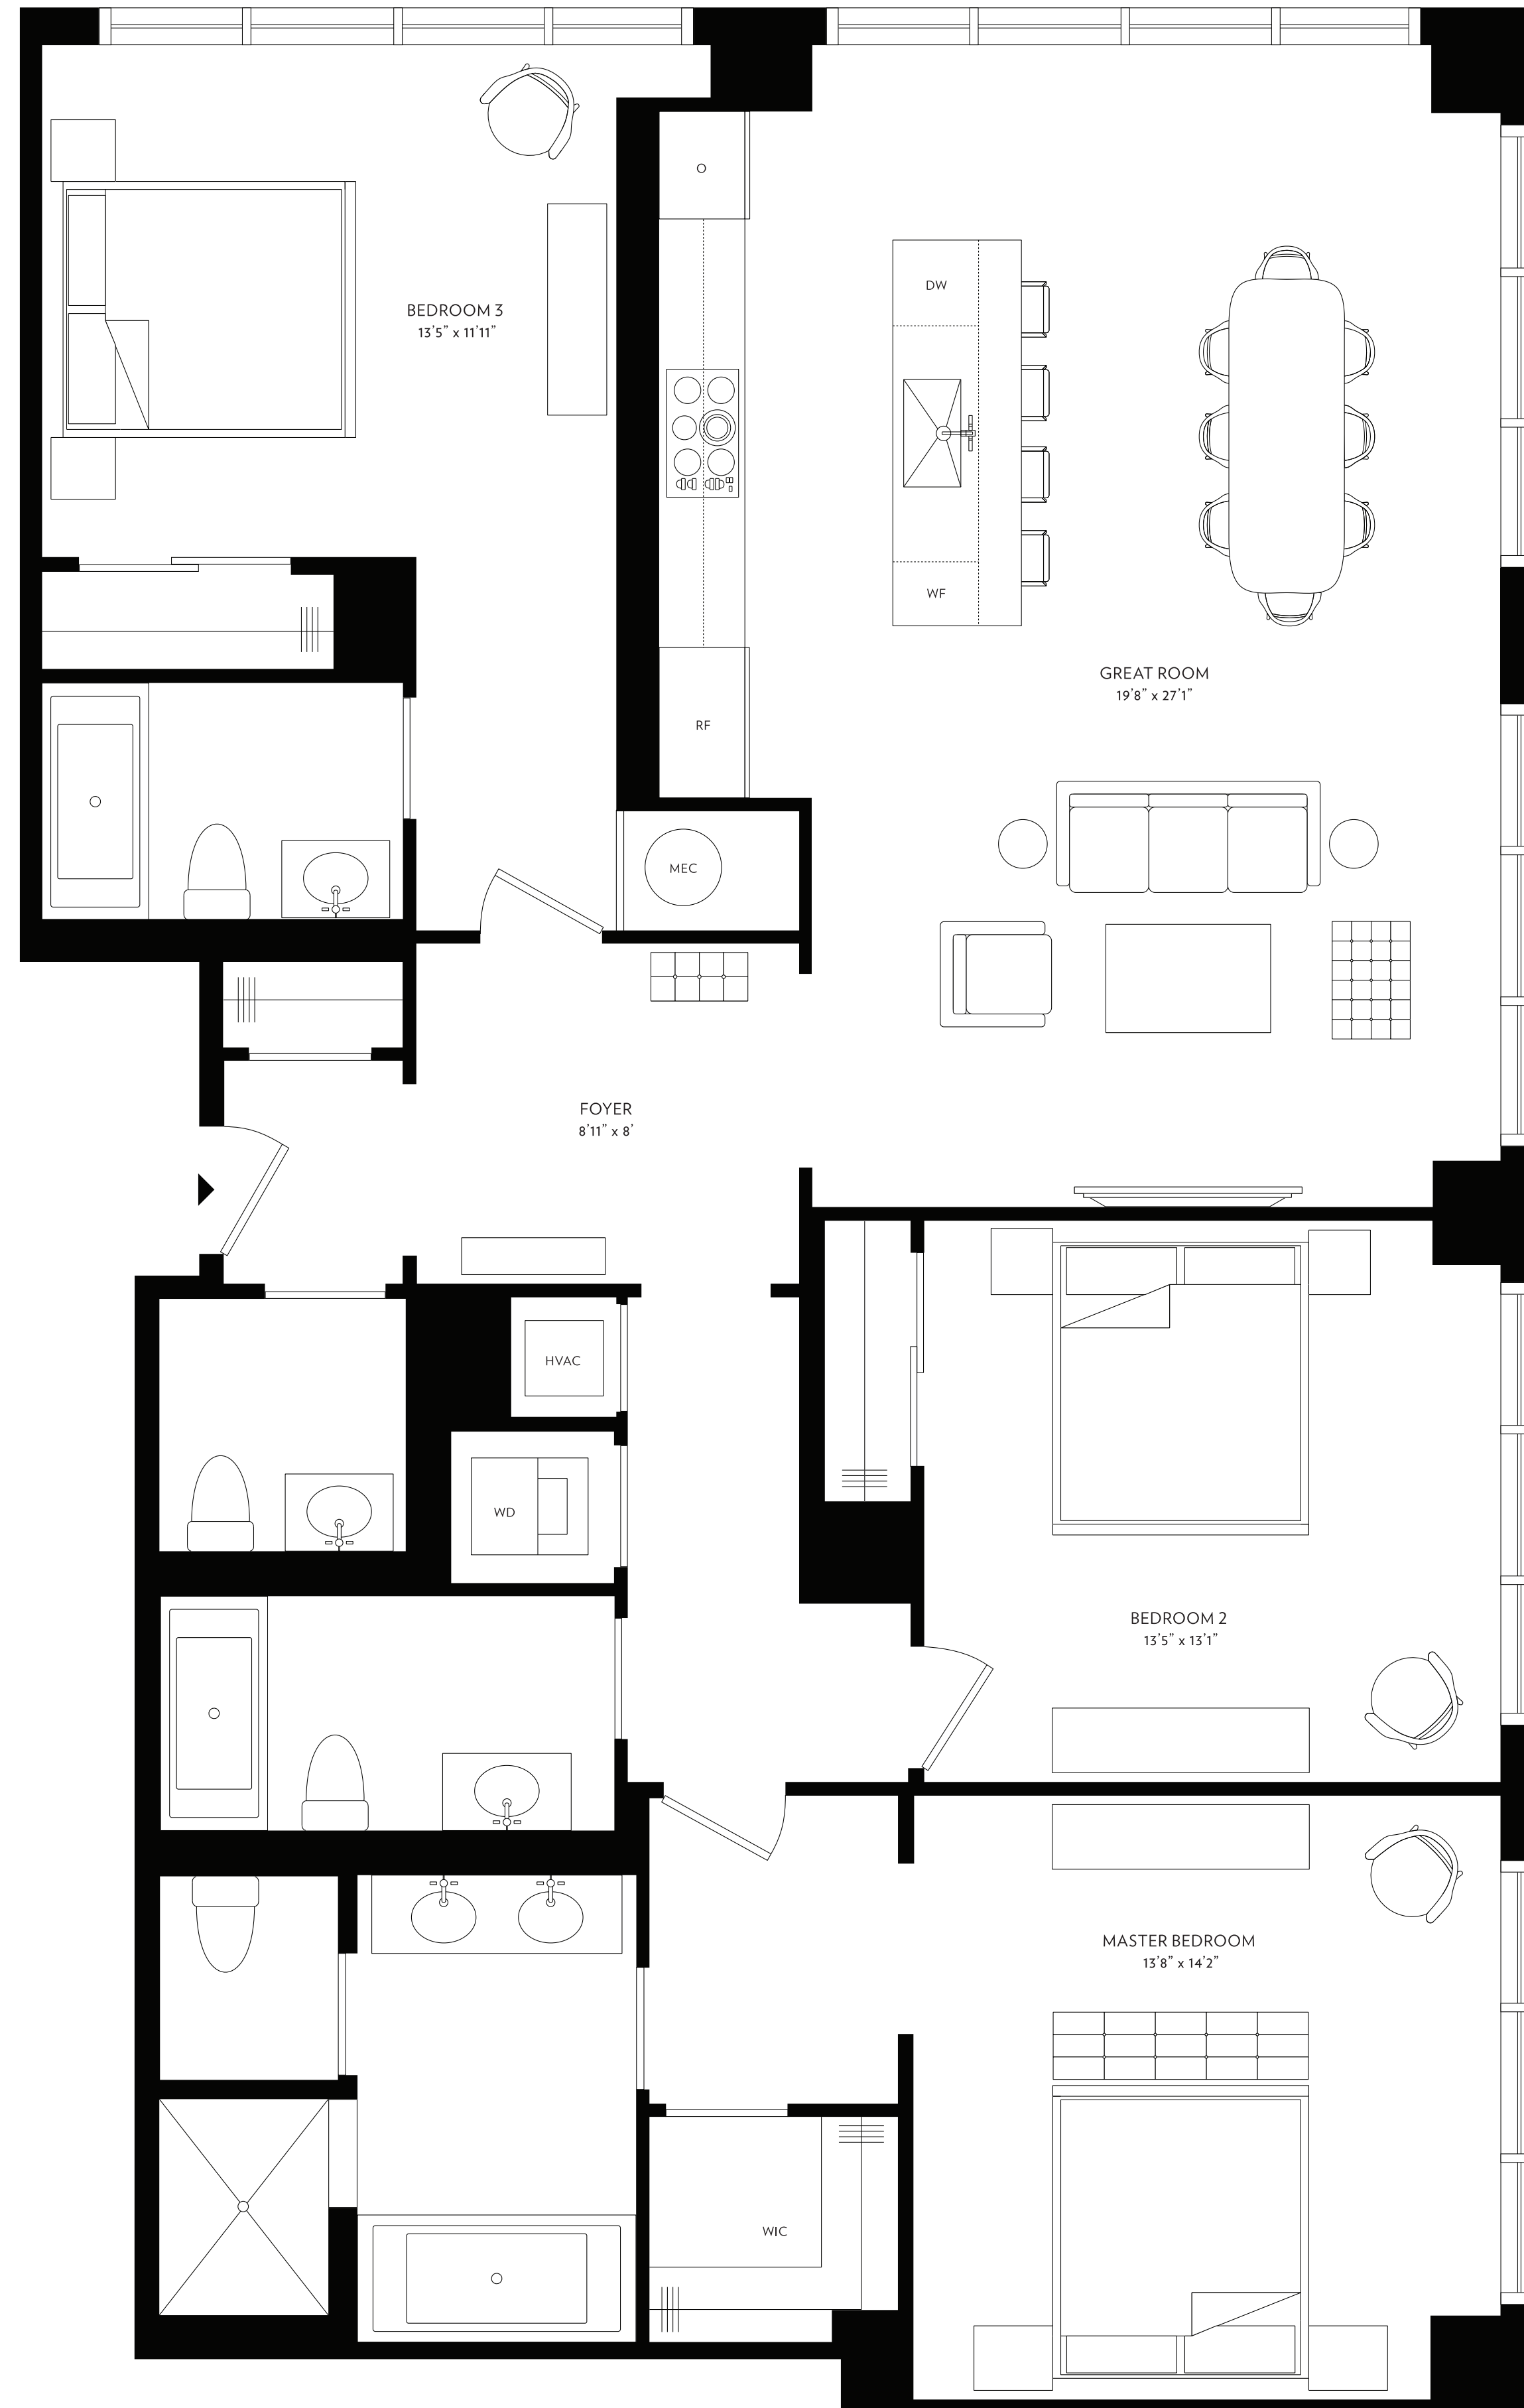 O
DW
BEDROOM 3
13’5” x 11’11”
WF
GREAT ROOM
19’8” x 27’1”
RF
MEC
FOYER
8’11” x 8’
HVAC
WD
BEDROOM 2
13’5” x 13’1”
MASTER BEDROOM
13’8” x 14’2”
WIC